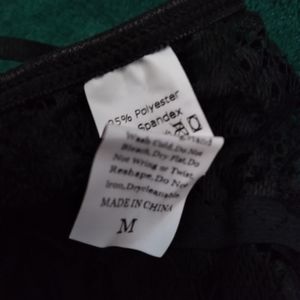 95% Polyester
Spandex
Wash Cold.Do Not
Bleach.Dry Flat.Do
Not Wring or Twist.
Reshape.Do Not
Iron.Drycleanable
MADE IN CHINA
M